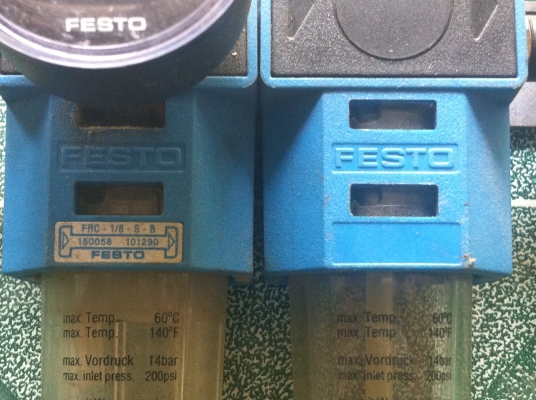 FESTO
FESTO
FRC - 1/8 - S - B
150058 101290
FESTO
max. Temp. 60°C
max. Temp. 140°F
max. Vordruck 14bar
max. inlet press. 200psi
FESTO
max. Temp. 60°C
max. Temp. 140°F
max. Vordruck 14bar
max. inlet press. 200psi